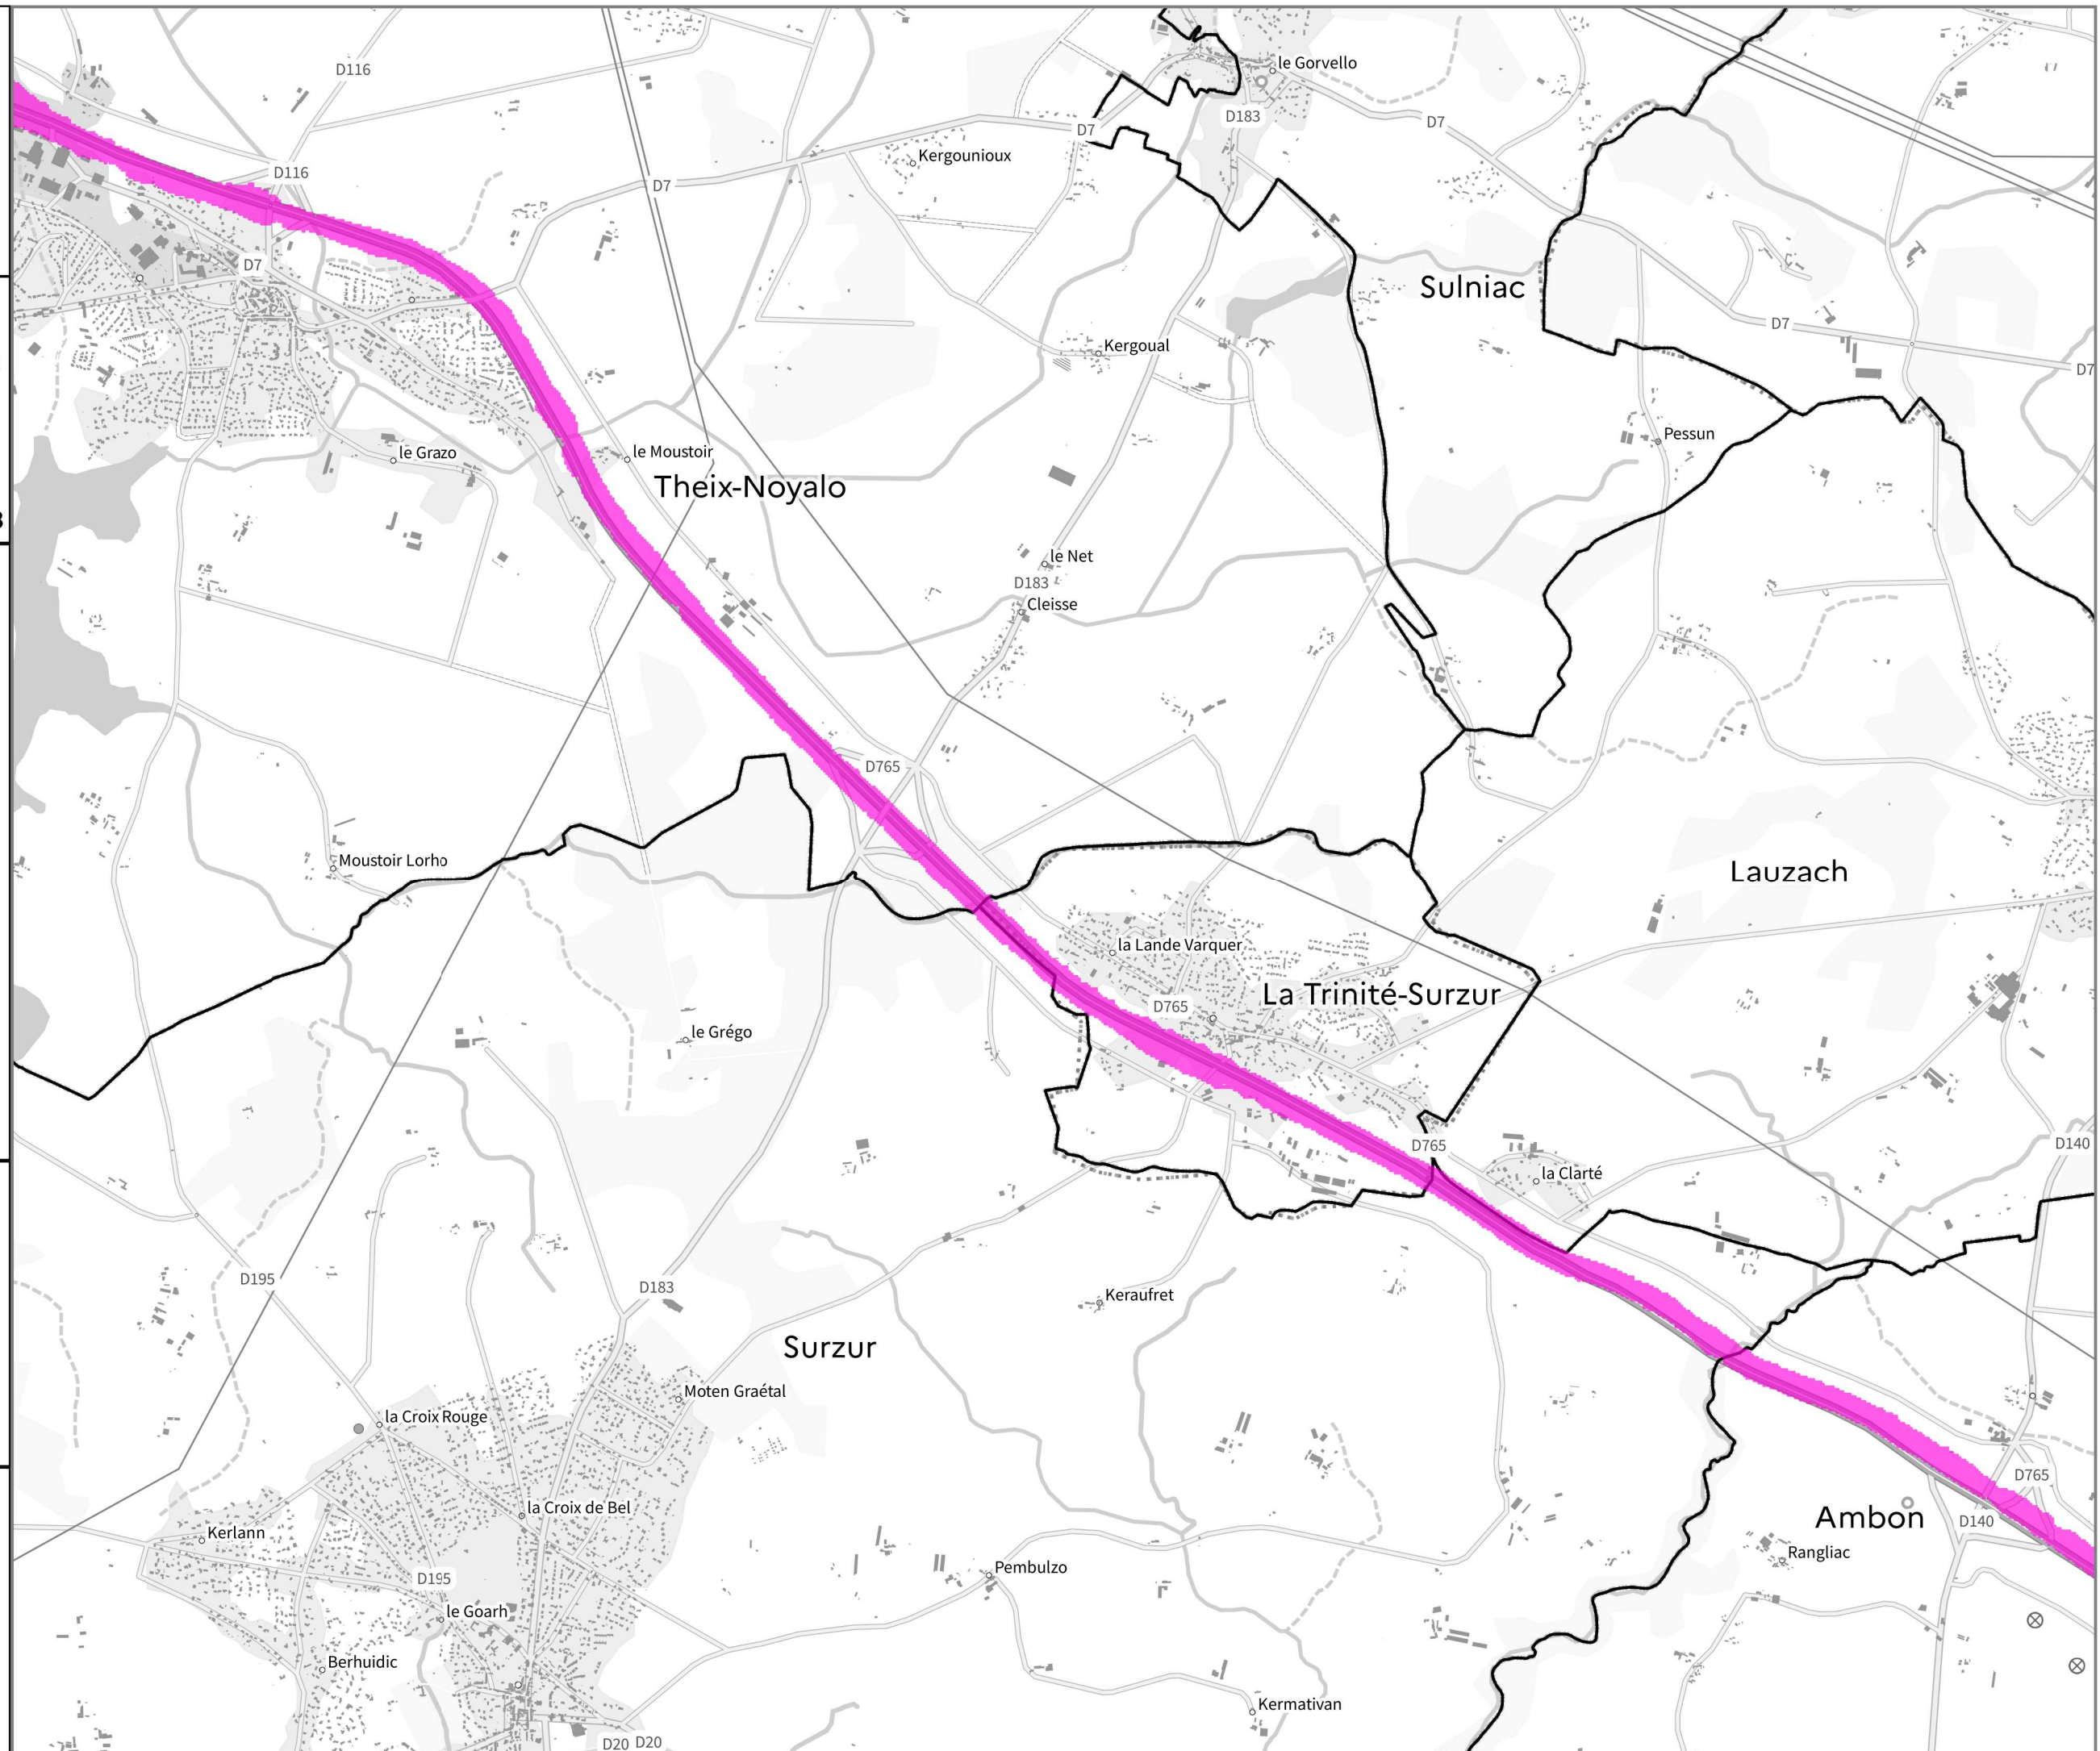 le Gorvello
D116
D183
D7
D7
Kergounioux
D116
D7
D7
Sulniac
D7
Kergoual
D7
Pessun
le Grazo
le Moustoir
Theix-Noyalo
le Net
D183
Cleisse
D765
Moustoir Lorho
Lauzach
la Lande Varquer
La Trinité-Surzur
D765
le Grégo
D765
D140
la Clarté
D195
D183
Keraufret
Surzur
Moten Graétal
la Croix Rouge
D765
la Croix de Bel
Ambon
D140
Kerlann
Rangliac
Pembulzo
D195
le Goarh
Berhuidic
Kermativan
D20
D20